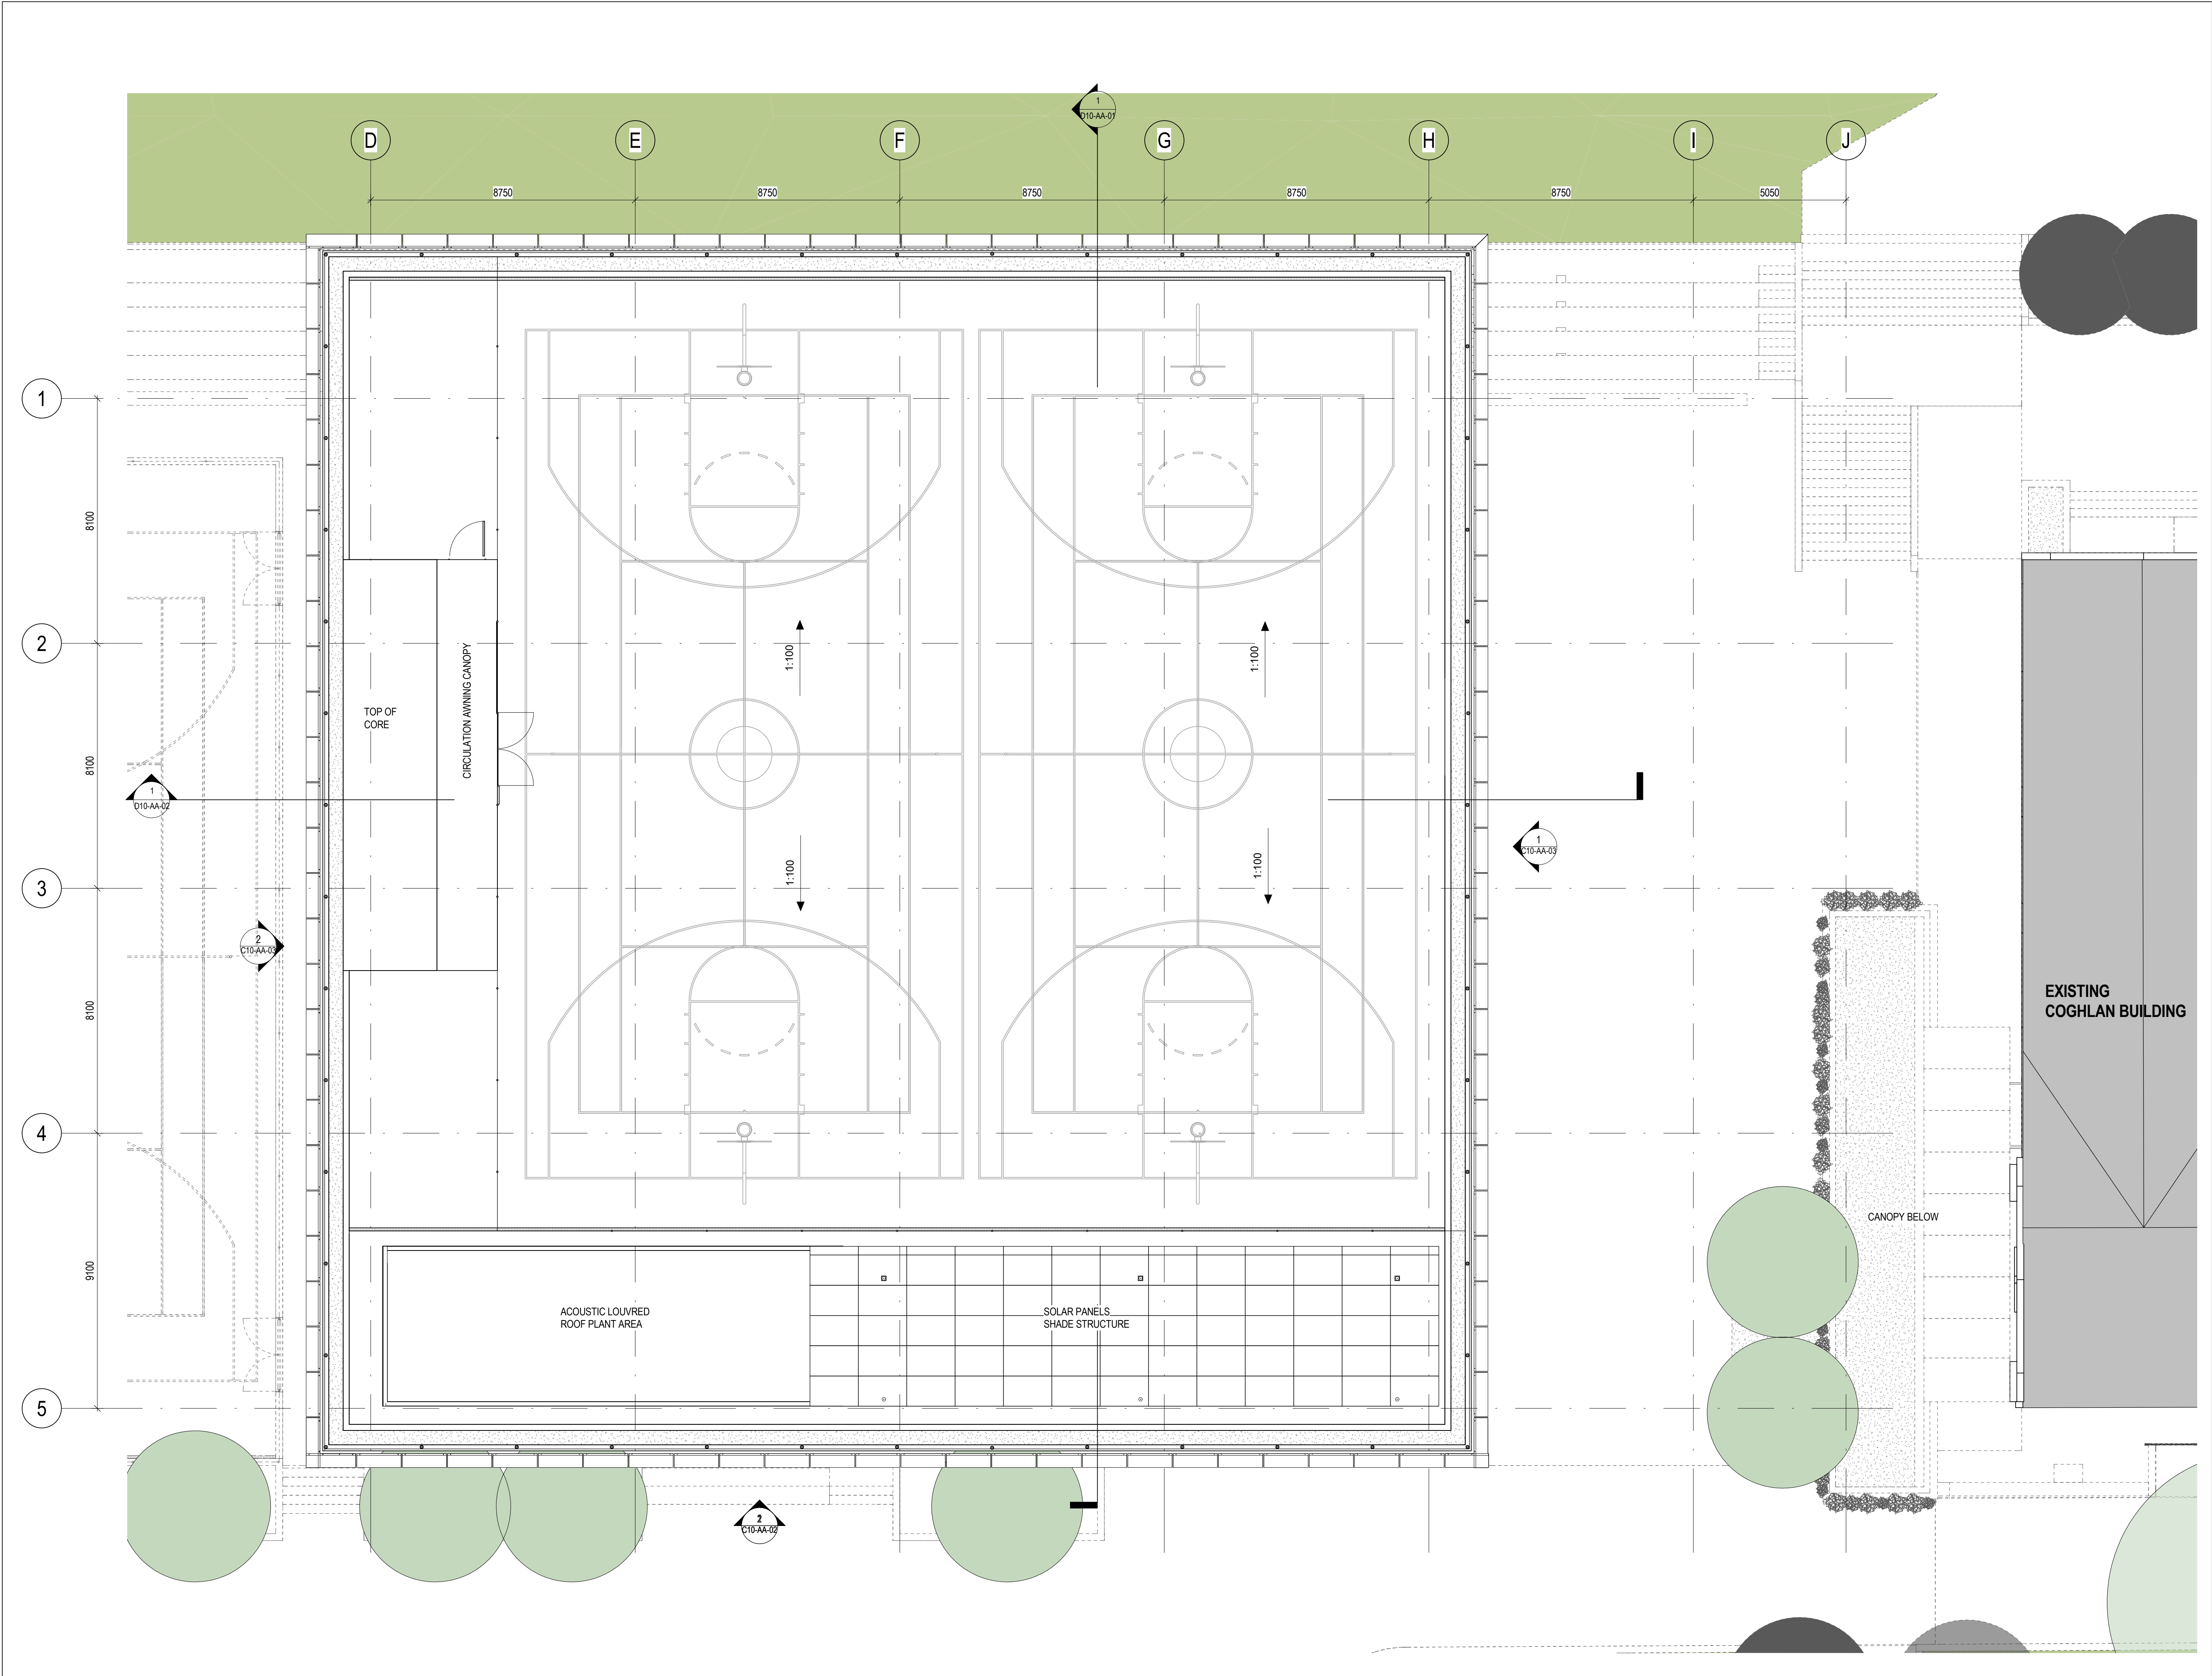 1
D10-AA-01
D
E
F
G
H
I
J
8750
8750
8750
8750
8750
5050
1
8100
2
1:100
1:100
CIRCULATION AWNING CANOPY
TOP OF
CORE
8100
1
D10-AA-02
1
C10-AA-03
1:100
1:100
3
2
C10-AA-03
8100
EXISTING
COGHLAN BUILDING
4
CANOPY BELOW
9100
ACOUSTIC LOUVRED
ROOF PLANT AREA
SOLAR PANELS
SHADE STRUCTURE
5
2
C10-AA-02